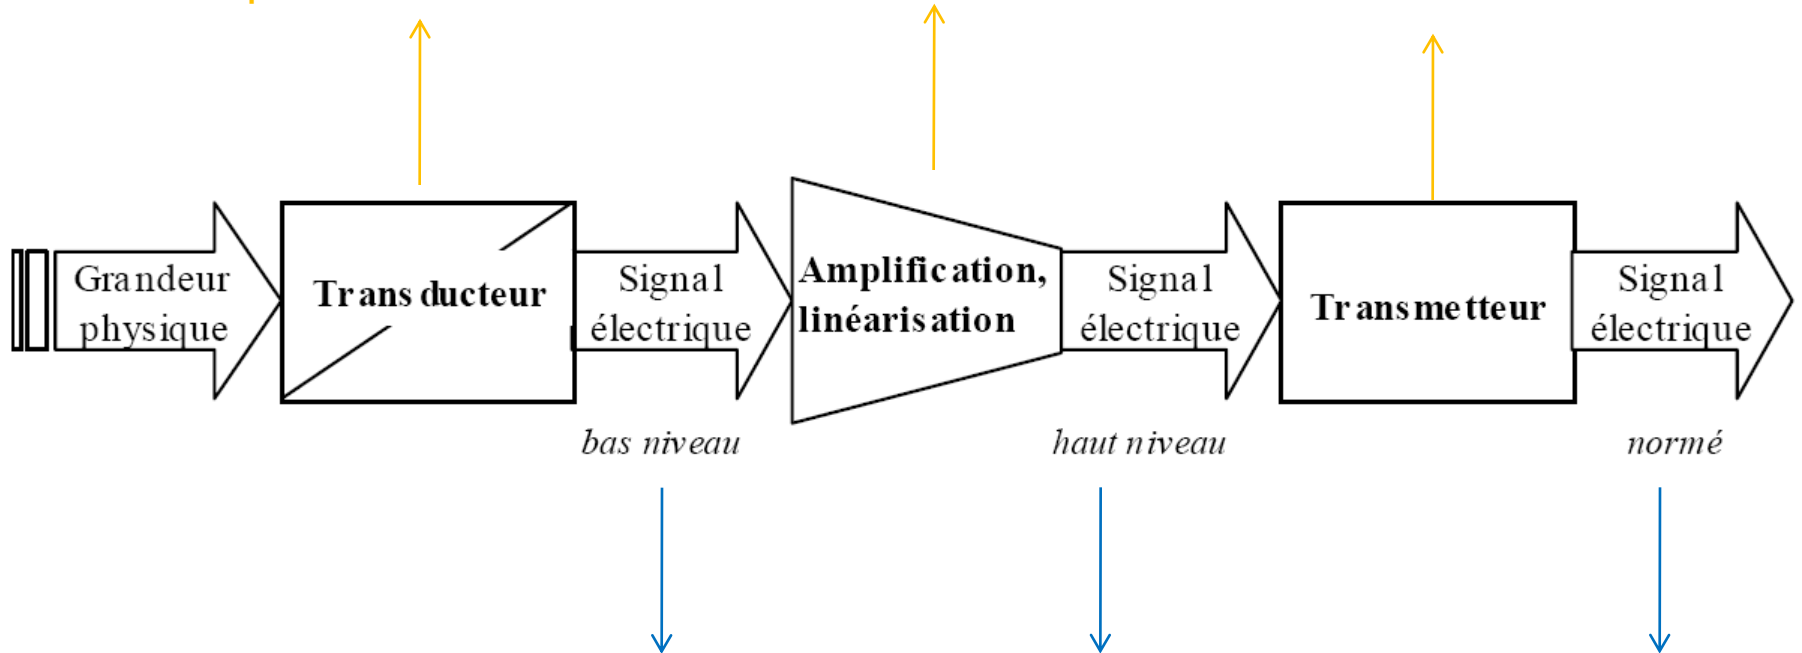 Grandeur
physique
Transducteur
Signal
électrique
bas niveau
Amplification,
linéarisation
Signal
électrique
haut niveau
Transmetteur
Signal
électrique
normé